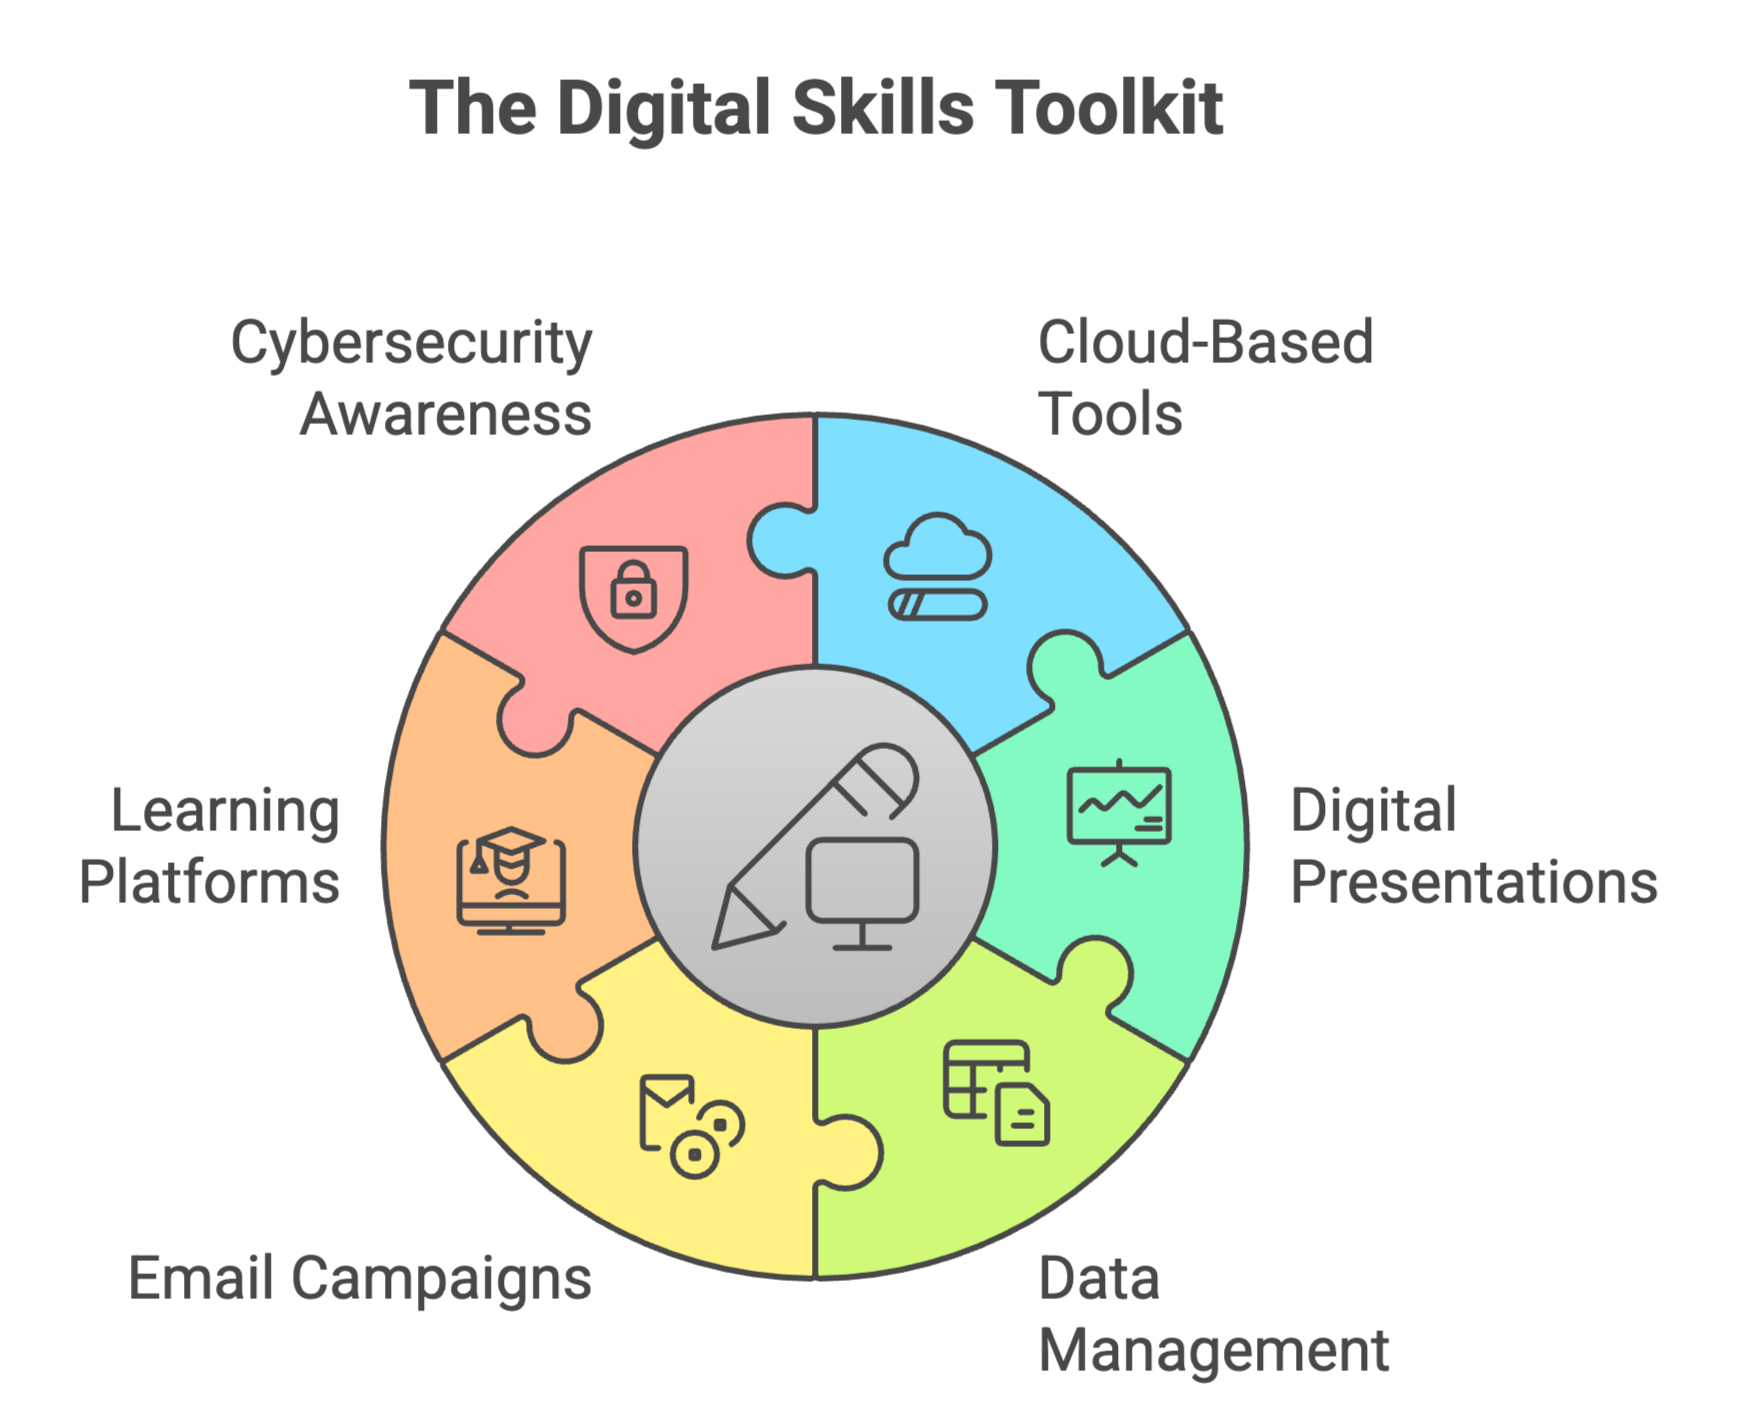 The Digital Skills Toolkit
Cybersecurity
Awareness
Cloud-Based
Tools
Learning
Platforms
Digital
Presentations
Email Campaigns
Data
Management